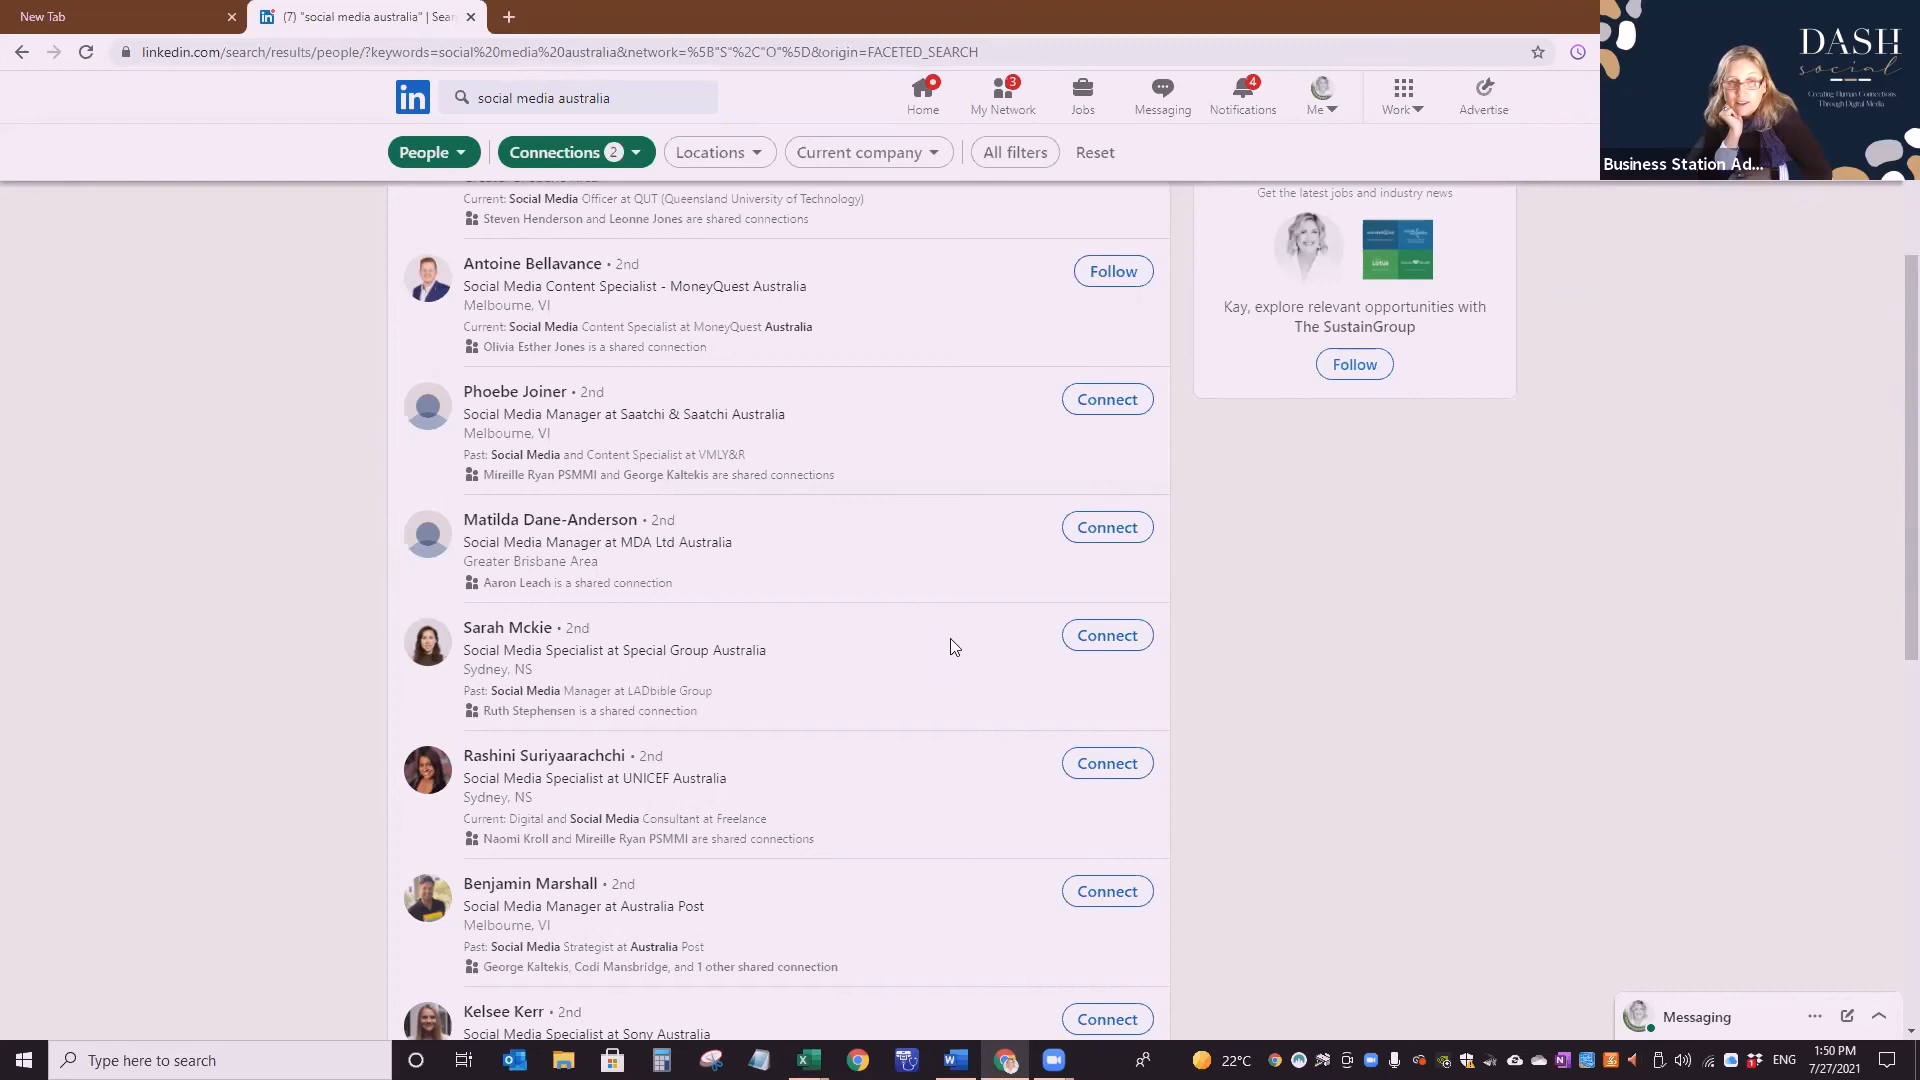 New Tab
(7) "social media australia" | Sear
linkedin.com/search/results/people/?keywords=social%20media%20australia&network=%5B"S"%2C"O"%5D&origin=FACETED_SEARCH
social media australia
Home
3
My Network
Jobs
Messaging
4
Notifications
Me
Work
Advertise
DASH
social
Creating Human Connections
Through Digital Media
Business Station Ad...
People
Connections 2
Locations
Current company
All filters
Reset
Current: Social Media Officer at QUT (Queensland University of Technology)
Steven Henderson and Leonne Jones are shared connections
Antoine Bellavance • 2nd
Social Media Content Specialist - MoneyQuest Australia
Melbourne, VI
Current: Social Media Content Specialist at MoneyQuest Australia
Olivia Esther Jones is a shared connection
Follow
Phoebe Joiner • 2nd
Social Media Manager at Saatchi & Saatchi Australia
Melbourne, VI
Past: Social Media and Content Specialist at VMLY&R
Mireille Ryan PSMMI and George Kaltekis are shared connections
Connect
Matilda Dane-Anderson • 2nd
Social Media Manager at MDA Ltd Australia
Greater Brisbane Area
Aaron Leach is a shared connection
Connect
Sarah Mckie • 2nd
Social Media Specialist at Special Group Australia
Sydney, NS
Past: Social Media Manager at LADbible Group
Ruth Stephensen is a shared connection
Connect
Rashini Suriyaarachchi • 2nd
Social Media Specialist at UNICEF Australia
Sydney, NS
Current: Digital and Social Media Consultant at Freelance
Naomi Kroll and Mireille Ryan PSMMI are shared connections
Connect
Benjamin Marshall • 2nd
Social Media Manager at Australia Post
Melbourne, VI
Past: Social Media Strategist at Australia Post
George Kaltekis, Codi Mansbridge, and 1 other shared connection
Connect
Kelsee Kerr • 2nd
Social Media Specialist at Sony Australia
Connect
Get the latest jobs and industry news
Kay, explore relevant opportunities with
The SustainGroup
Follow
Messaging
Type here to search
22°C
ENG
1:50 PM
7/27/2021